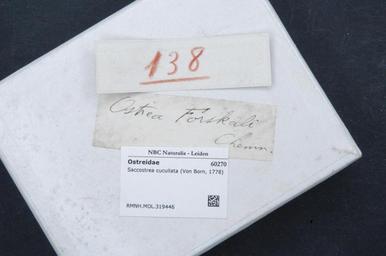 138
Ostrea Forskali
Chemn.
NBC Naturalis - Leiden
Ostreidae 60270
Saccostrea cucullata (Von Born, 1778)
RMNH.MOL.319446